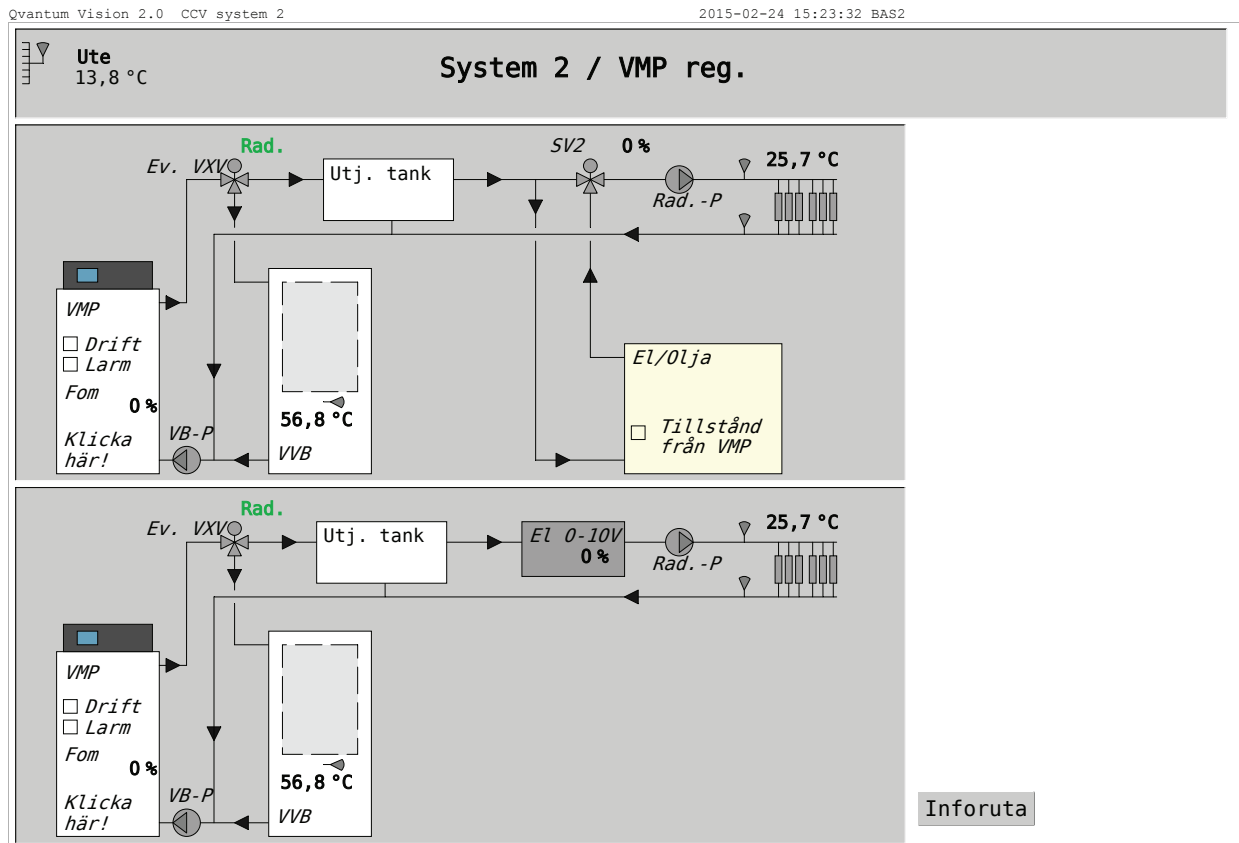 Qvantum Vision 2.0  CCV system 2
2015-02-24 15:23:32 BAS2
Ute
13,8 °C
System 2 / VMP reg.
Rad.
Ev. VXV
Utj. tank
SV2
0 %
25,7 °C
Rad.-P
VMP
Drift
Larm
Fom
0 %
Klicka
här!
VB-P
56,8 °C
VVB
El/Olja
Tillstånd
från VMP
Rad.
Ev. VXV
Utj. tank
El 0-10V
0 %
25,7 °C
Rad.-P
VMP
Drift
Larm
Fom
0 %
Klicka
här!
VB-P
56,8 °C
VVB
Inforuta